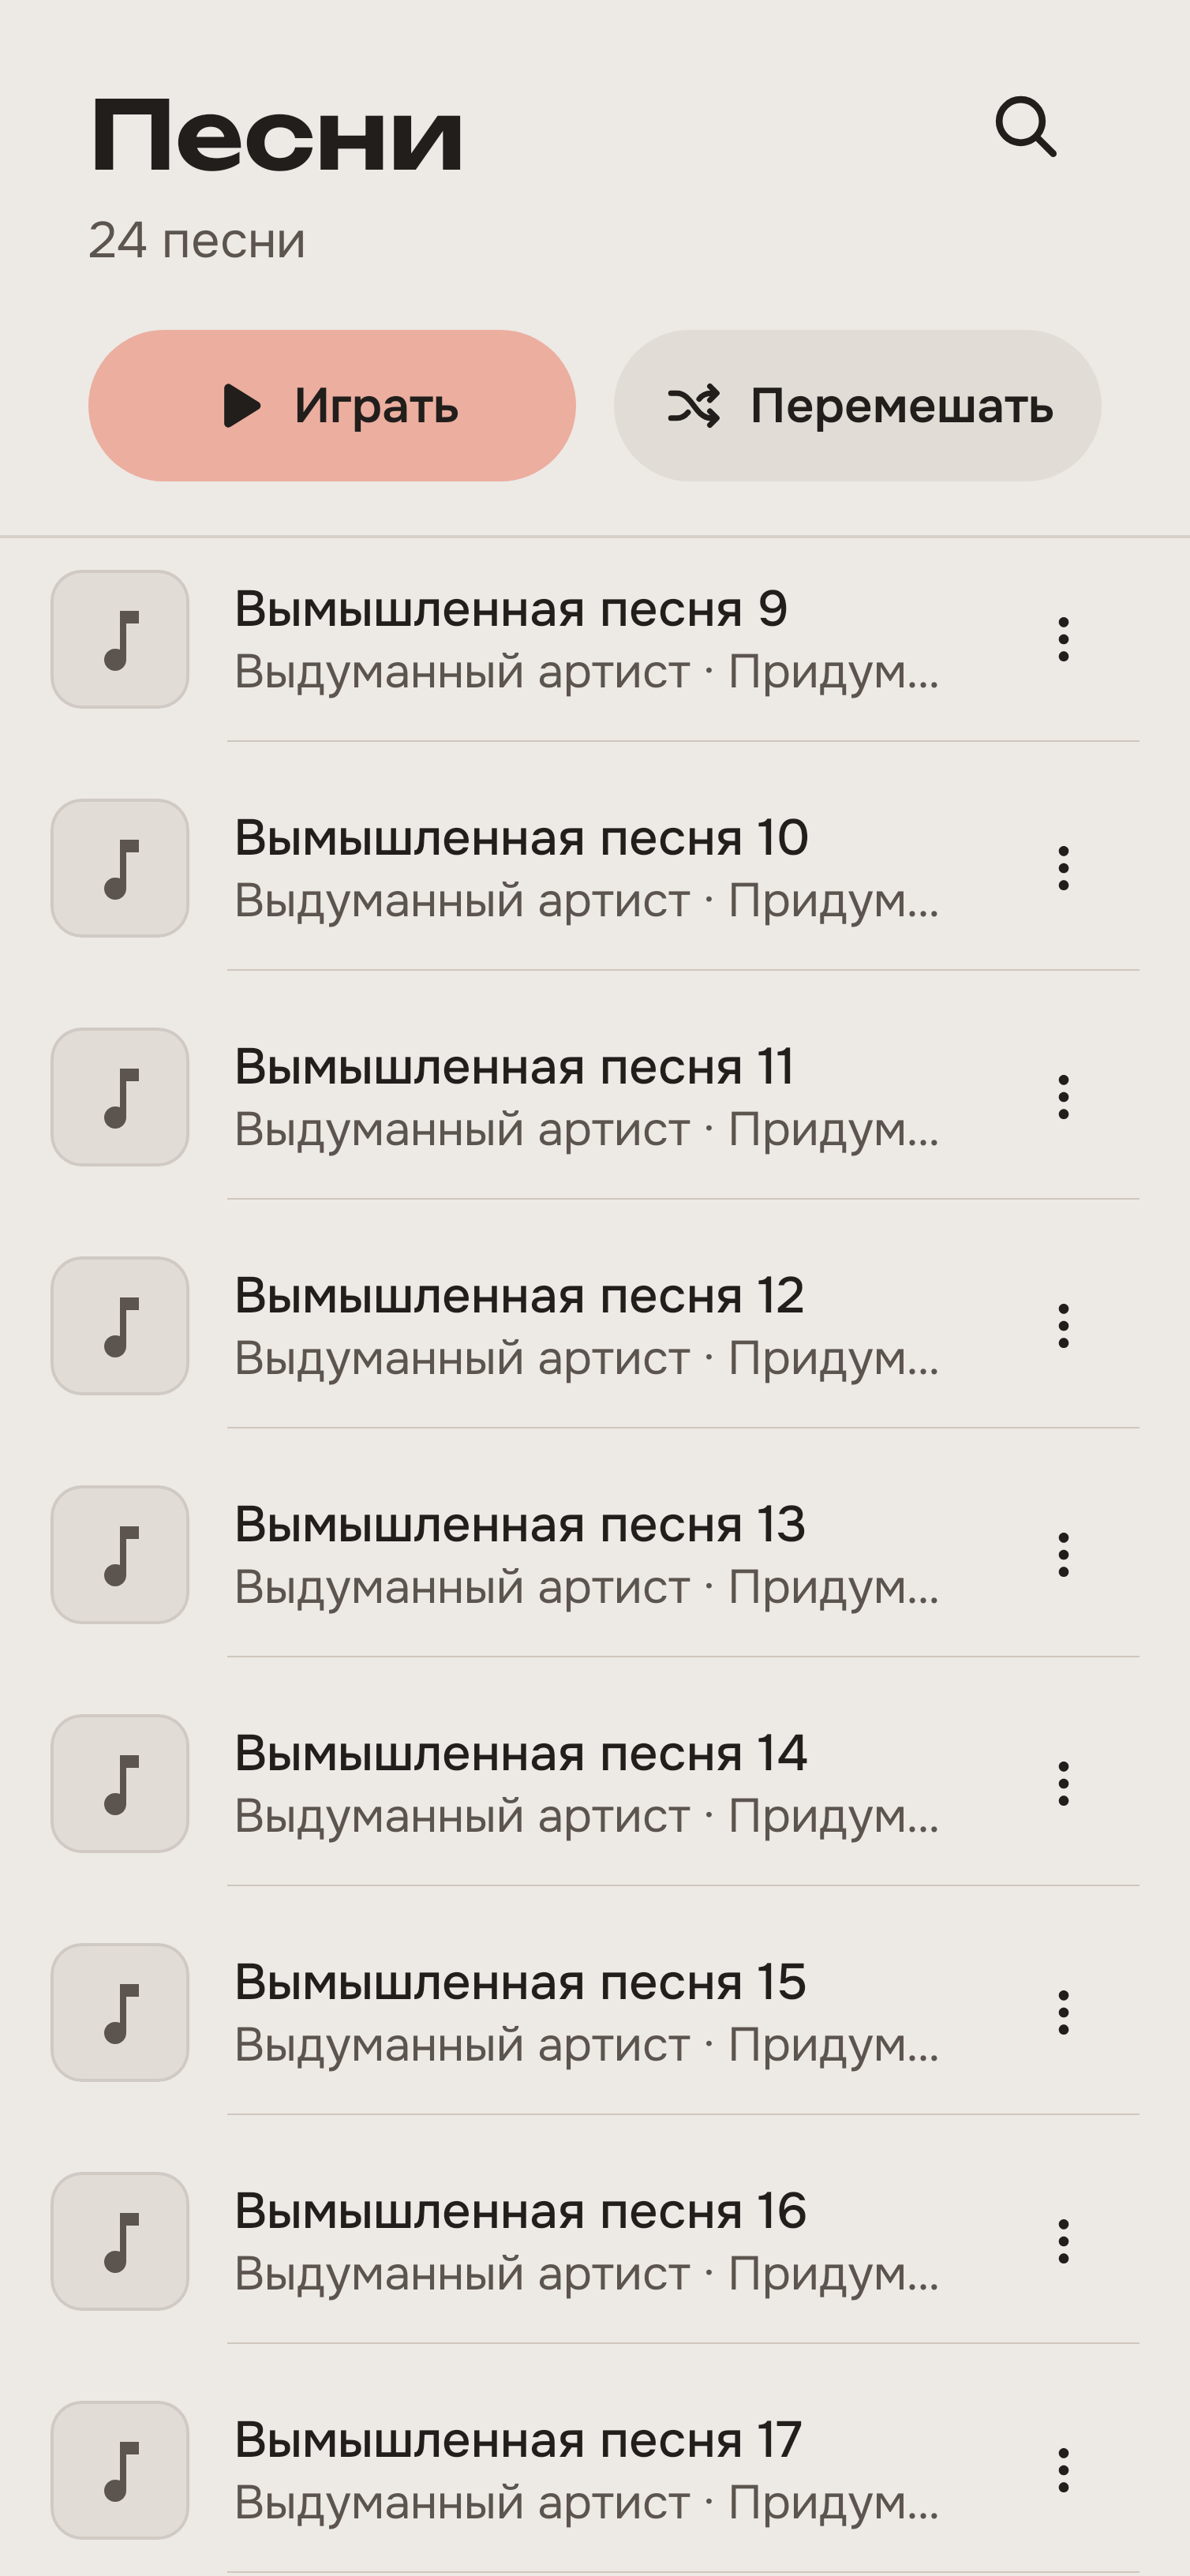 Песни
24 песни
Играть
Перемешать
Вымышленная песня 9
Выдуманный артист · Придум...
Вымышленная песня 10
Выдуманный артист · Придум...
Вымышленная песня 11
Выдуманный артист · Придум...
Вымышленная песня 12
Выдуманный артист · Придум...
Вымышленная песня 13
Выдуманный артист · Придум...
Вымышленная песня 14
Выдуманный артист · Придум...
Вымышленная песня 15
Выдуманный артист · Придум...
Вымышленная песня 16
Выдуманный артист · Придум...
Вымышленная песня 17
Выдуманный артист · Придум...